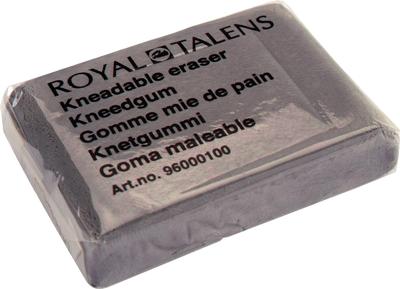 ROYAL TALENS
Kneadable eraser
Kneedgum
Gomme mie de pain
Knetgummi
Goma maleable
Art.no. 96000100